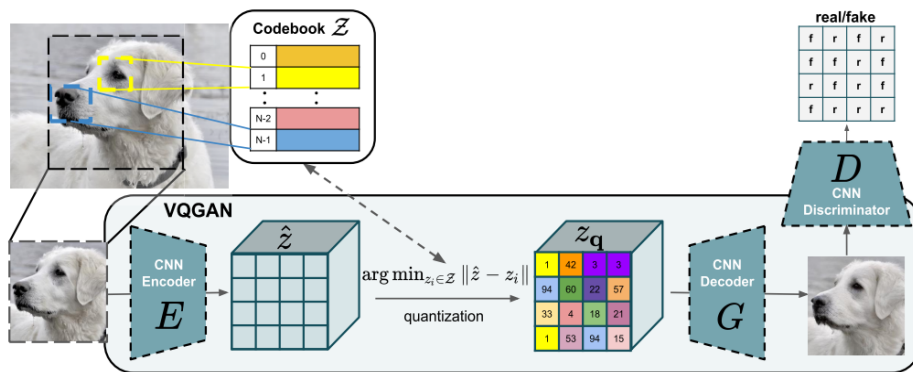 Codebook 𝒵
0
1
N-2
N-1
real/fake
f r f r
f f r r
r f r f
f r r r
D
CNN
Discriminator
VQGAN
CNN
Encoder
E
ẑ
arg min_{z_i∈𝒵} ‖ẑ − z_i‖
quantization
z_q
1 42 3 3
94 60 22 57
33 4 18 21
1 53 94 15
CNN
Decoder
G